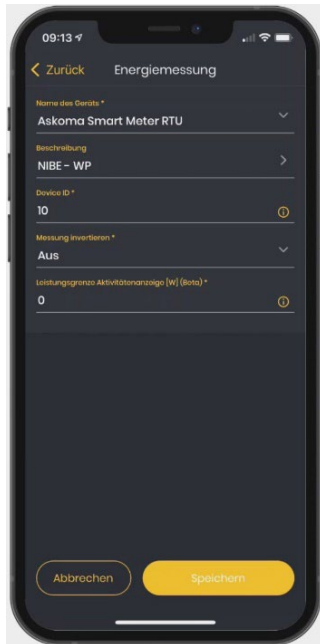 09:13
Zurück
Energiemessung
Name des Geräts *
Askoma Smart Meter RTU
Beschreibung
NIBE - WP
Device ID *
10
Messung invertieren *
Aus
Leistungsgrenze Aktivitätenanzeige [W] (Beta) *
0
Abbrechen
Speichern